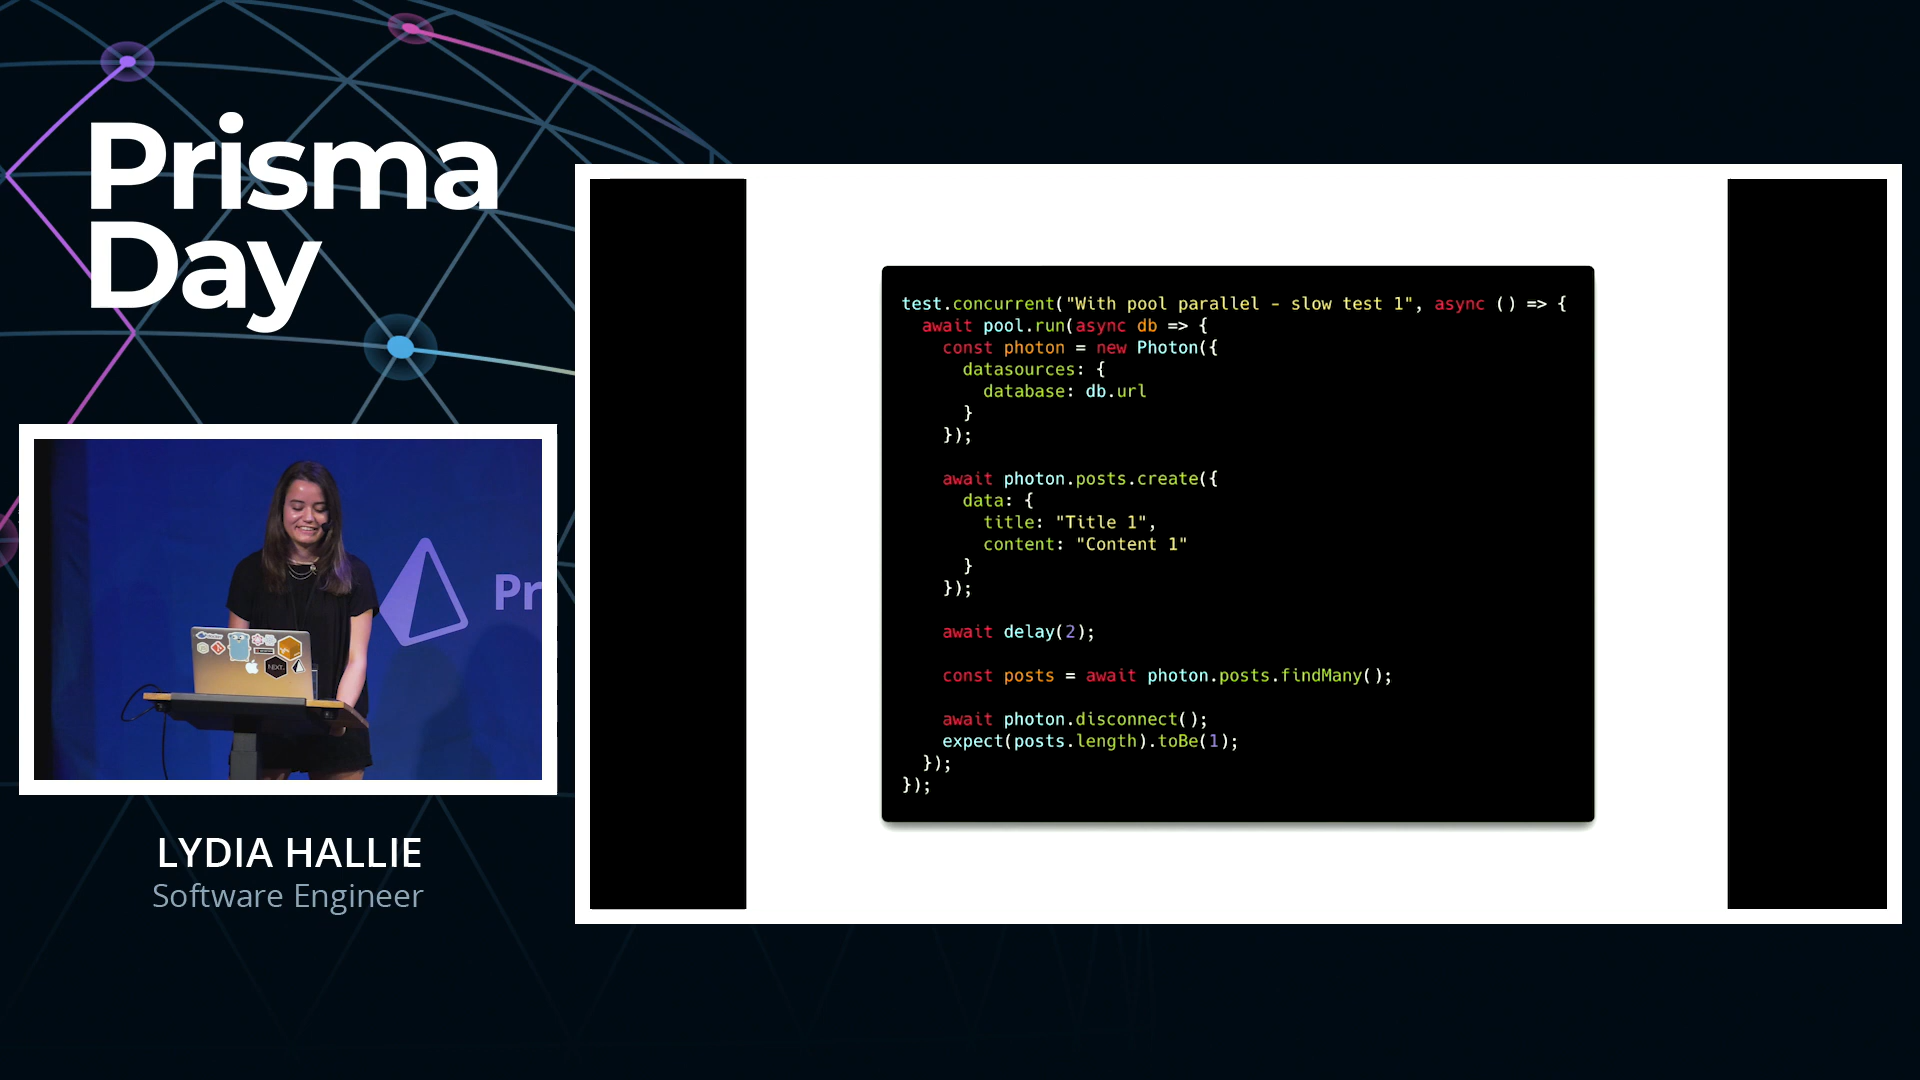 Prisma
Day
Pr
NEXT.
LYDIA HALLIE
Software Engineer
test.concurrent("With pool parallel - slow test 1", async () => {
  await pool.run(async db => {
    const photon = new Photon({
      datasources: {
        database: db.url
      }
    });

    await photon.posts.create({
      data: {
        title: "Title 1",
        content: "Content 1"
      }
    });

    await delay(2);

    const posts = await photon.posts.findMany();

    await photon.disconnect();
    expect(posts.length).toBe(1);
  });
});